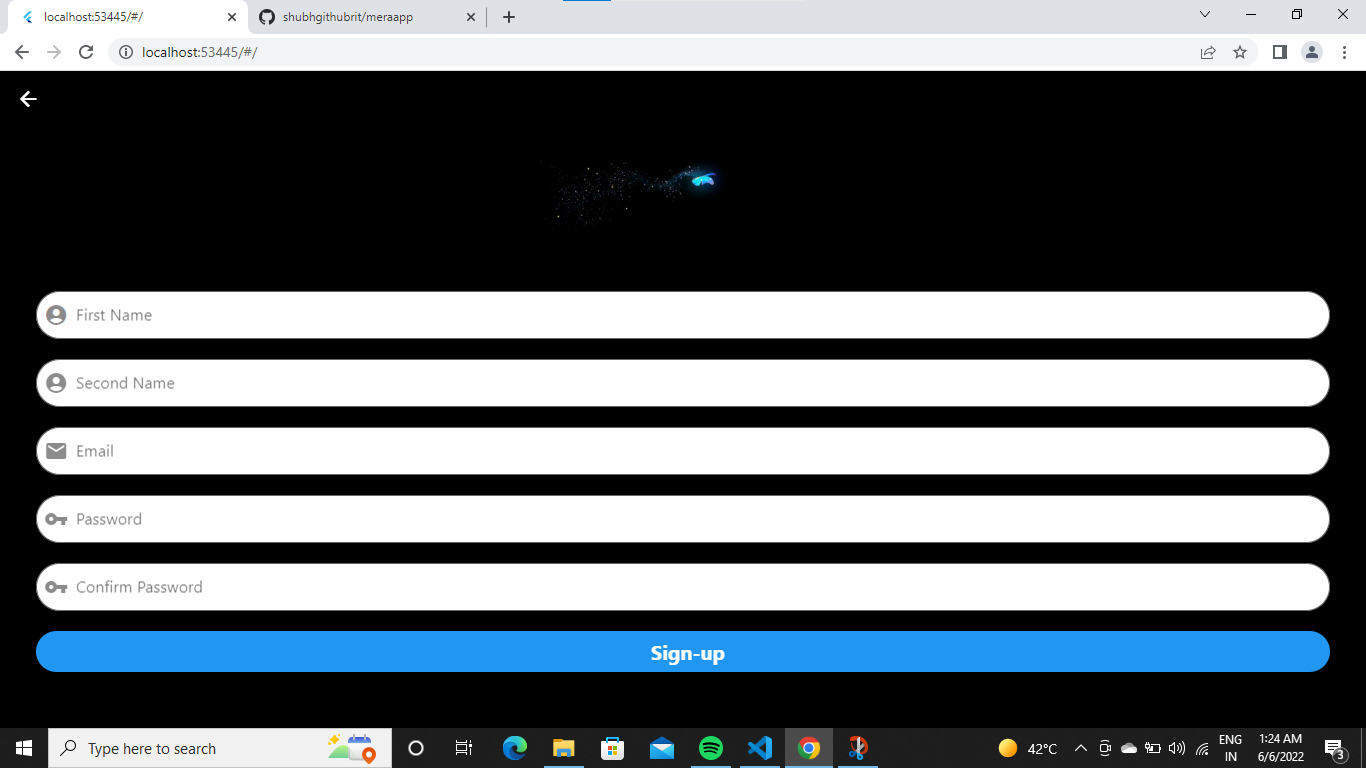 localhost:53445/#/
shubhgithubrit/meraapp
localhost:53445/#/
First Name
Second Name
Email
Password
Confirm Password
Sign-up
Type here to search
42°C
ENG
IN
1:24 AM
6/6/2022
3